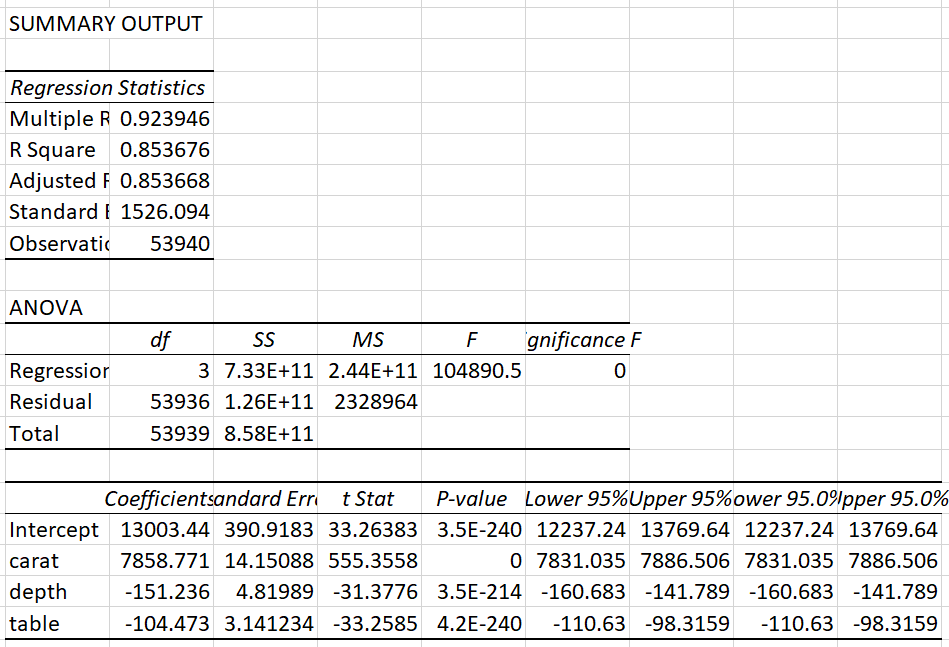 SUMMARY OUTPUT
Regression Statistics
Multiple R 0.923946
R Square 0.853676
Adjusted R 0.853668
Standard E 1526.094
Observatio 53940
ANOVA
df SS MS F gnificance F
Regression 3 7.33E+11 2.44E+11 104890.5 0
Residual 53936 1.26E+11 2328964
Total 53939 8.58E+11
Coefficients andard Erro t Stat P-value Lower 95% Upper 95% ower 95.0% pper 95.0%
Intercept 13003.44 390.9183 33.26383 3.5E-240 12237.24 13769.64 12237.24 13769.64
carat 7858.771 14.15088 555.3558 0 7831.035 7886.506 7831.035 7886.506
depth -151.236 4.81989 -31.3776 3.5E-214 -160.683 -141.789 -160.683 -141.789
table -104.473 3.141234 -33.2585 4.2E-240 -110.63 -98.3159 -110.63 -98.3159